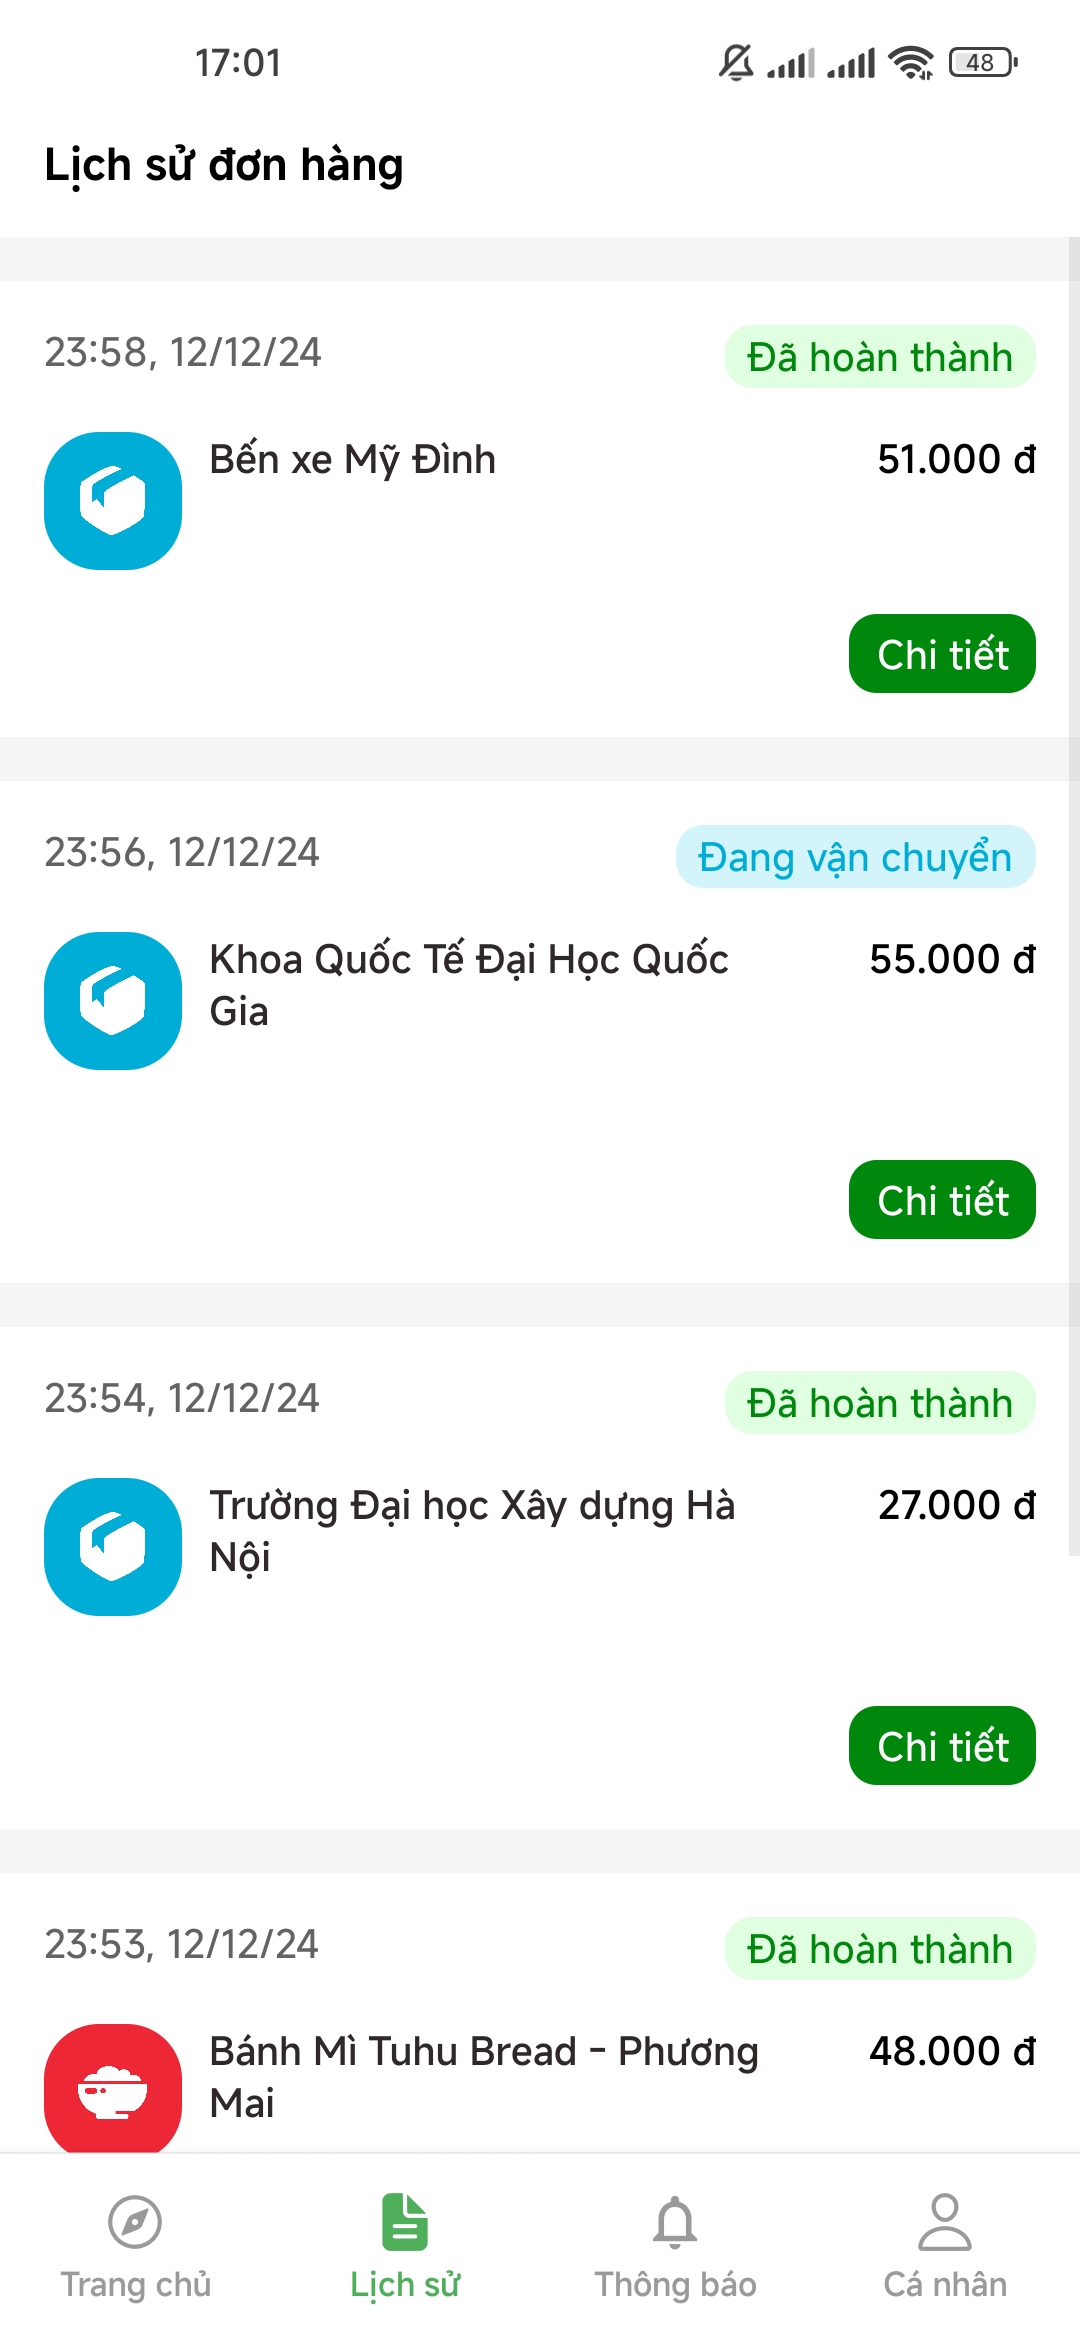 17:01
48
Lịch sử đơn hàng
23:58, 12/12/24
Đã hoàn thành
Bến xe Mỹ Đình
51.000 đ
Chi tiết
23:56, 12/12/24
Đang vận chuyển
Khoa Quốc Tế Đại Học Quốc
Gia
55.000 đ
Chi tiết
23:54, 12/12/24
Đã hoàn thành
Trường Đại học Xây dựng Hà
Nội
27.000 đ
Chi tiết
23:53, 12/12/24
Đã hoàn thành
Bánh Mì Tuhu Bread - Phương
Mai
48.000 đ
Trang chủ
Lịch sử
Thông báo
Cá nhân